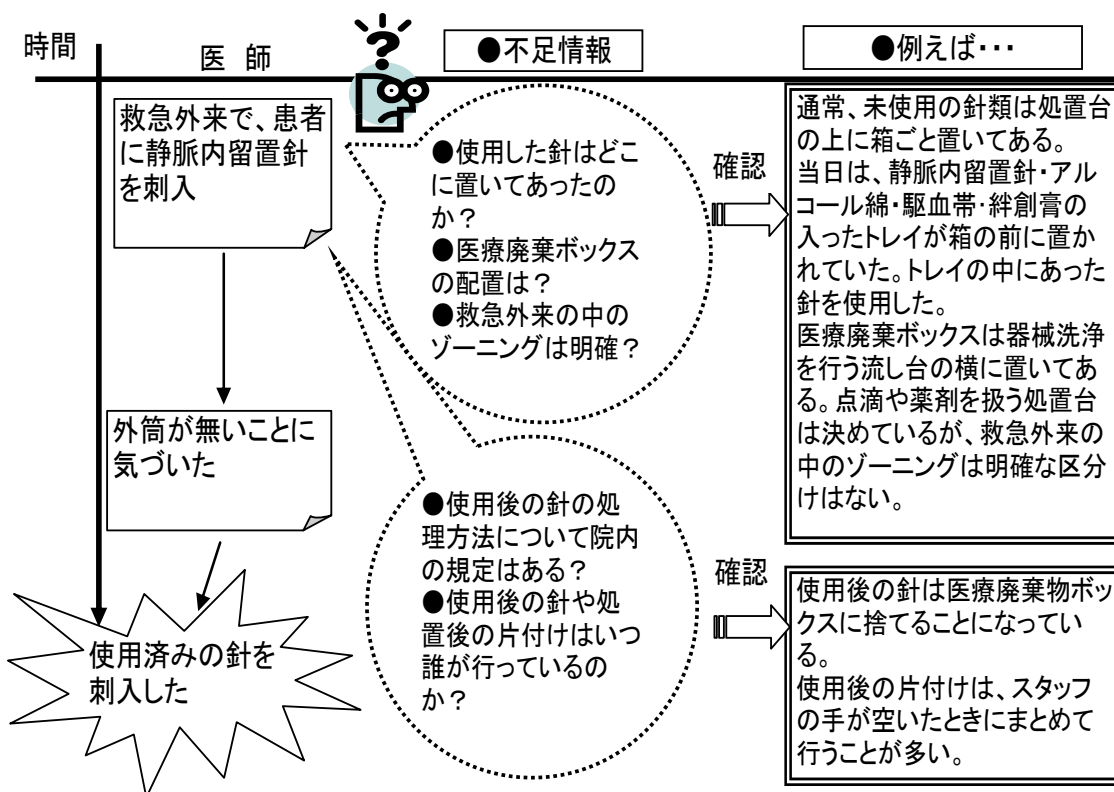 時間
医 師
?
●不足情報
●例えば・・・
救急外来で、患者
に静脈内留置針
を刺入
●使用した針はどこ
に置いてあったの
か?
●医療廃棄ボックス
の配置は?
●救急外来の中の
ゾーニングは明確?
確認
通常、未使用の針類は処置台
の上に箱ごと置いてある。
当日は、静脈内留置針・アル
コール綿・駆血帯・絆創膏の
入ったトレイが箱の前に置か
れていた。トレイの中にあった
針を使用した。
医療廃棄ボックスは器械洗浄
を行う流し台の横に置いてあ
る。点滴や薬剤を扱う処置台
は決めているが、救急外来の
中のゾーニングは明確な区分
けはない。
外筒が無いことに
気づいた
●使用後の針の処
理方法について院内
の規定はある?
●使用後の針や処
置後の片付けはいつ
誰が行っているの
か?
確認
使用後の針は医療廃棄物ボッ
クスに捨てることになってい
る。
使用後の片付けは、スタッフ
の手が空いたときにまとめて
行うことが多い。
使用済みの針を
刺入した